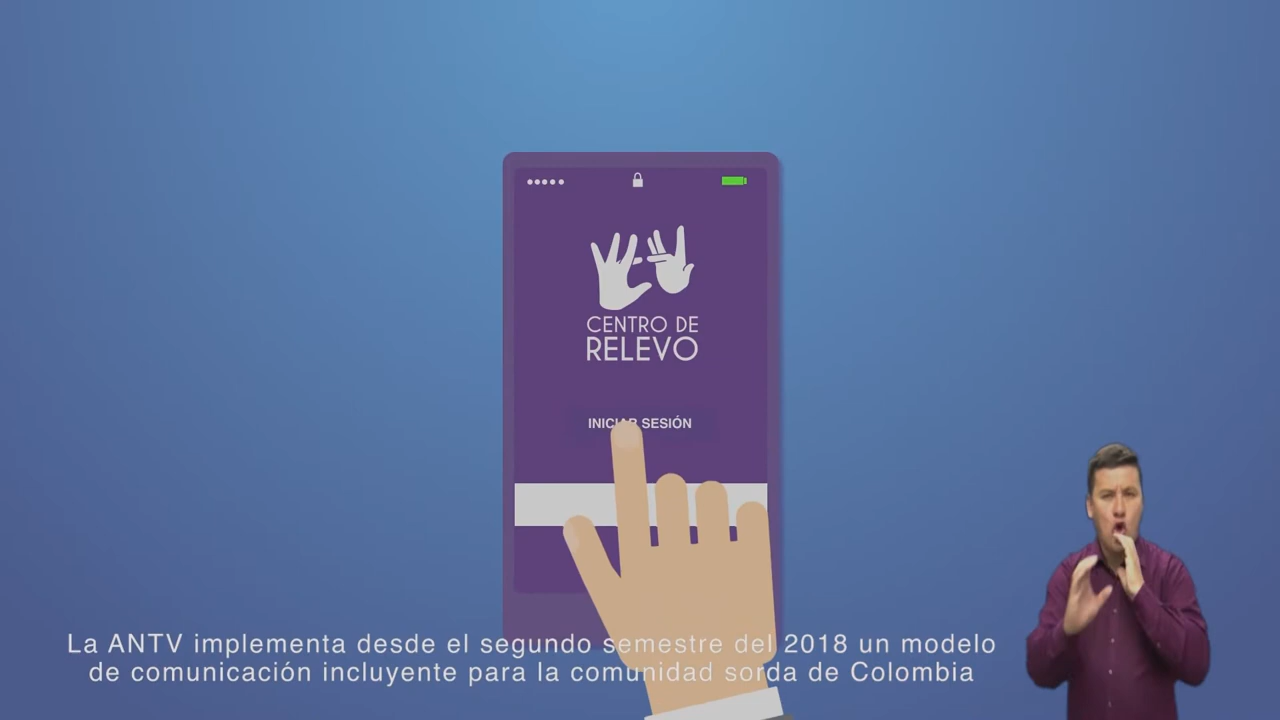 CENTRO DE
RELEVO
INICIAR SESIÓN
La ANTV implementa desde el segundo semestre del 2018 un modelo
de comunicación incluyente para la comunidad sorda de Colombia